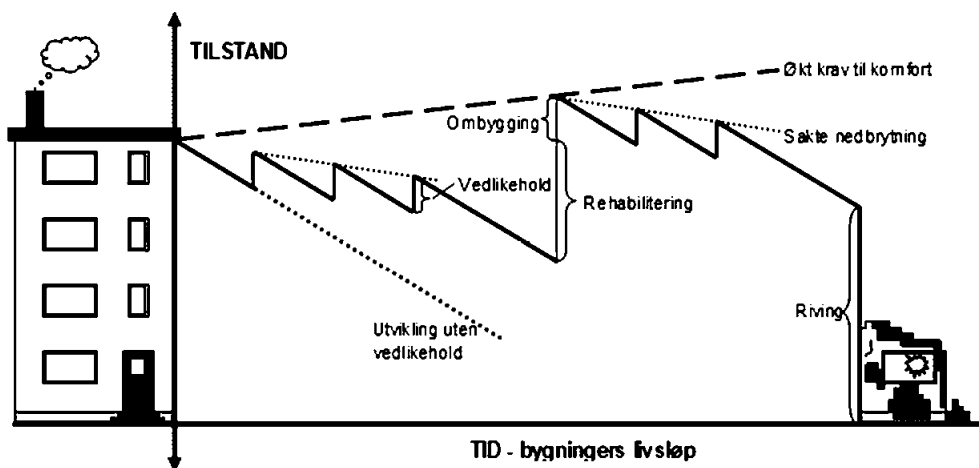 TILSTAND
Økt krav til komfort
Ombygging
Sakte nedbrytning
Vedlikehold
Rehabilitering
Utvikling uten
vedlikehold
Riving
TID - bygningers livsløp